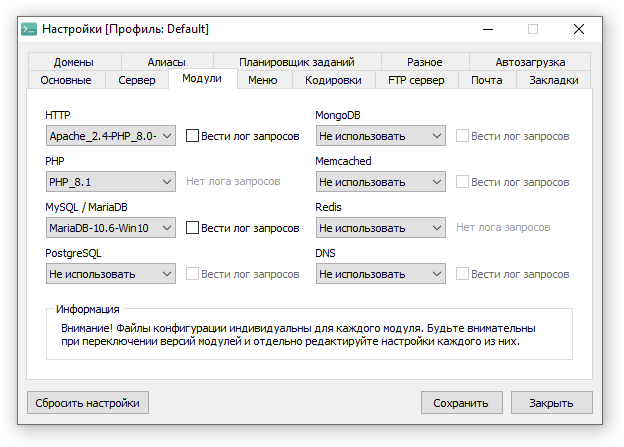 Настройки [Профиль: Default]
Домены Алиасы Планировщик заданий Разное Автозагрузка
Основные Сервер Модули Меню Кодировки FTP сервер Почта Закладки
HTTP
Apache_2.4-PHP_8.0- Вести лог запросов
PHP
PHP_8.1 Нет лога запросов
MySQL / MariaDB
MariaDB-10.6-Win10 Вести лог запросов
PostgreSQL
Не использовать Вести лог запросов
MongoDB
Не использовать Вести лог запросов
Memcached
Не использовать Вести лог запросов
Redis
Не использовать Нет лога запросов
DNS
Не использовать Вести лог запросов
Информация
Внимание! Файлы конфигурации индивидуальны для каждого модуля. Будьте внимательны
при переключении версий модулей и отдельно редактируйте настройки каждого из них.
Сбросить настройки Сохранить Закрыть